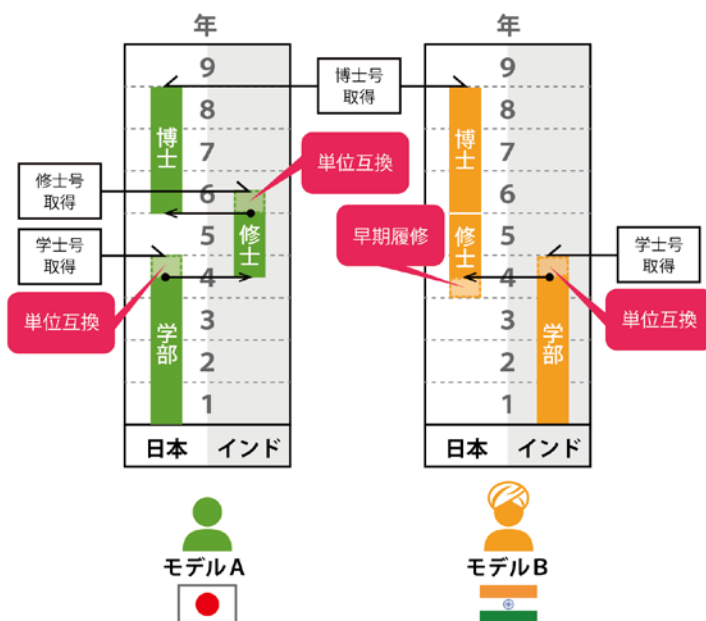 年
9
8
7
6
5
4
3
2
1
博士
修士
学部
日本
インド
修士号
取得
学士号
取得
単位互換
単位互換
博士号
取得
年
9
8
7
6
5
4
3
2
1
博士
修士
学部
日本
インド
早期履修
学士号
取得
単位互換
モデルA
モデルB